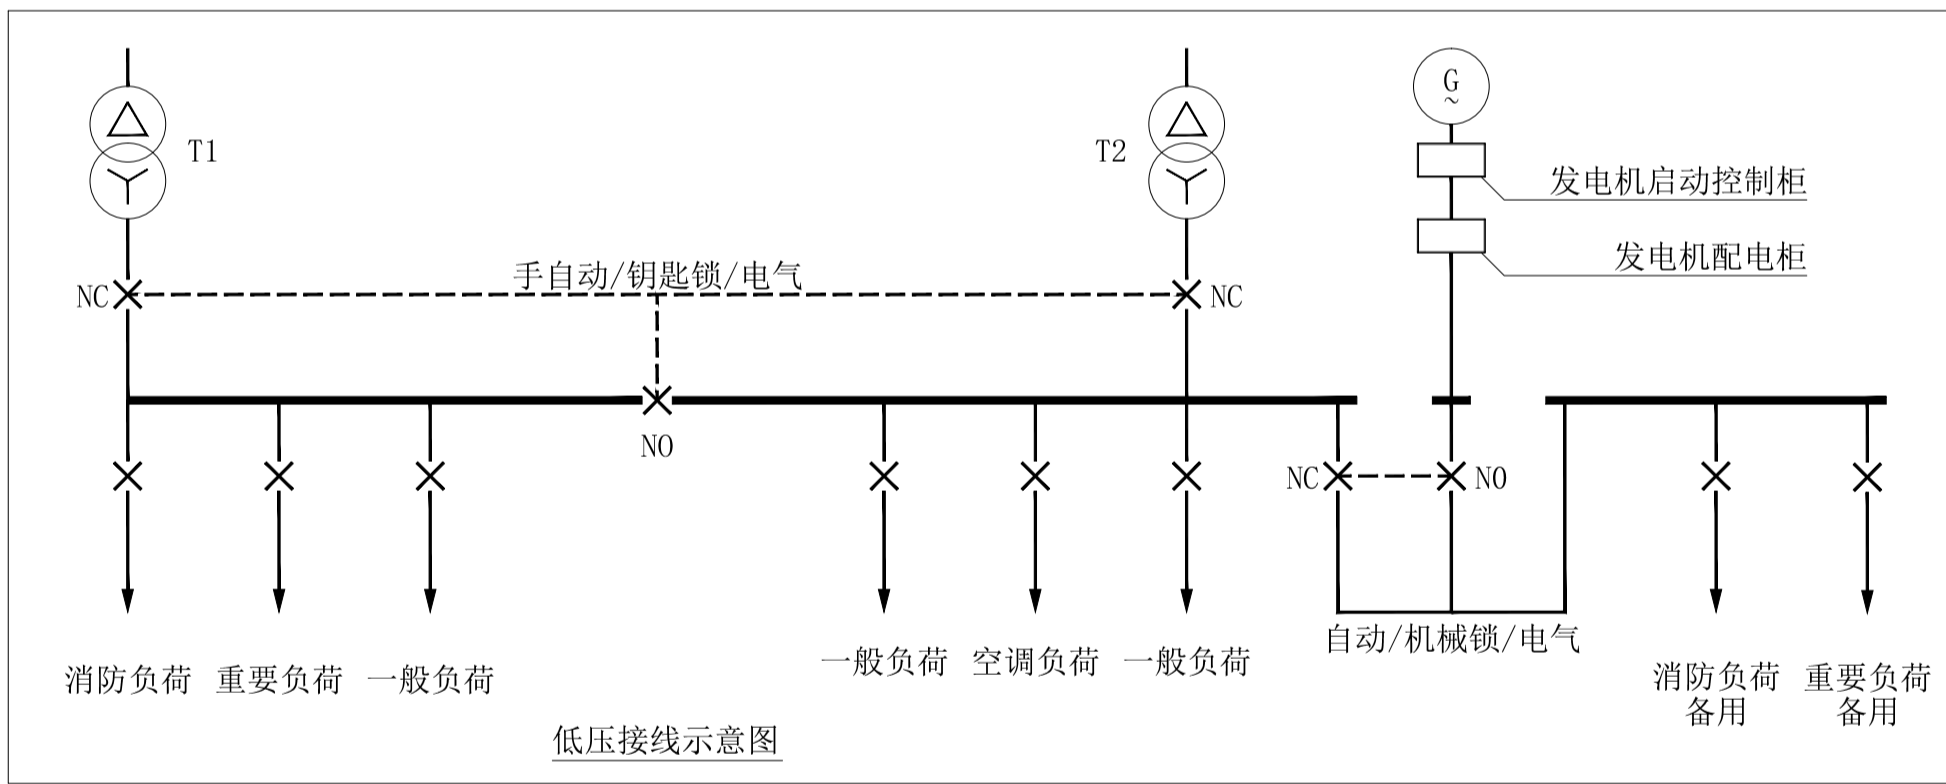 G
~
T1
T2
发电机启动控制柜
发电机配电柜
手自动/钥匙锁/电气
NC
NC
NO
NC
NO
自动/机械锁/电气
一般负荷 空调负荷 一般负荷
消防负荷 重要负荷 一般负荷
消防负荷
备用
重要负荷
备用
低压接线示意图